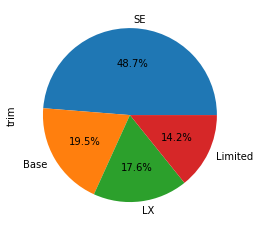 SE
48.7%
trim
19.5%
14.2%
17.6%
Base
Limited
LX